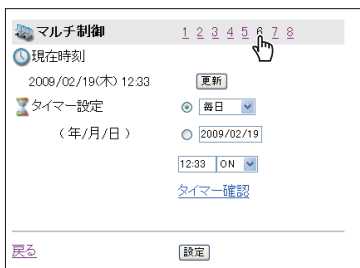 マルチ制御 1 2 3 4 5 6 7 8
現在時刻
2009/02/19(木) 12:33 更新
タイマー設定 毎日
(年/月/日) 2009/02/19
12:33 ON
タイマー確認
戻る 設定